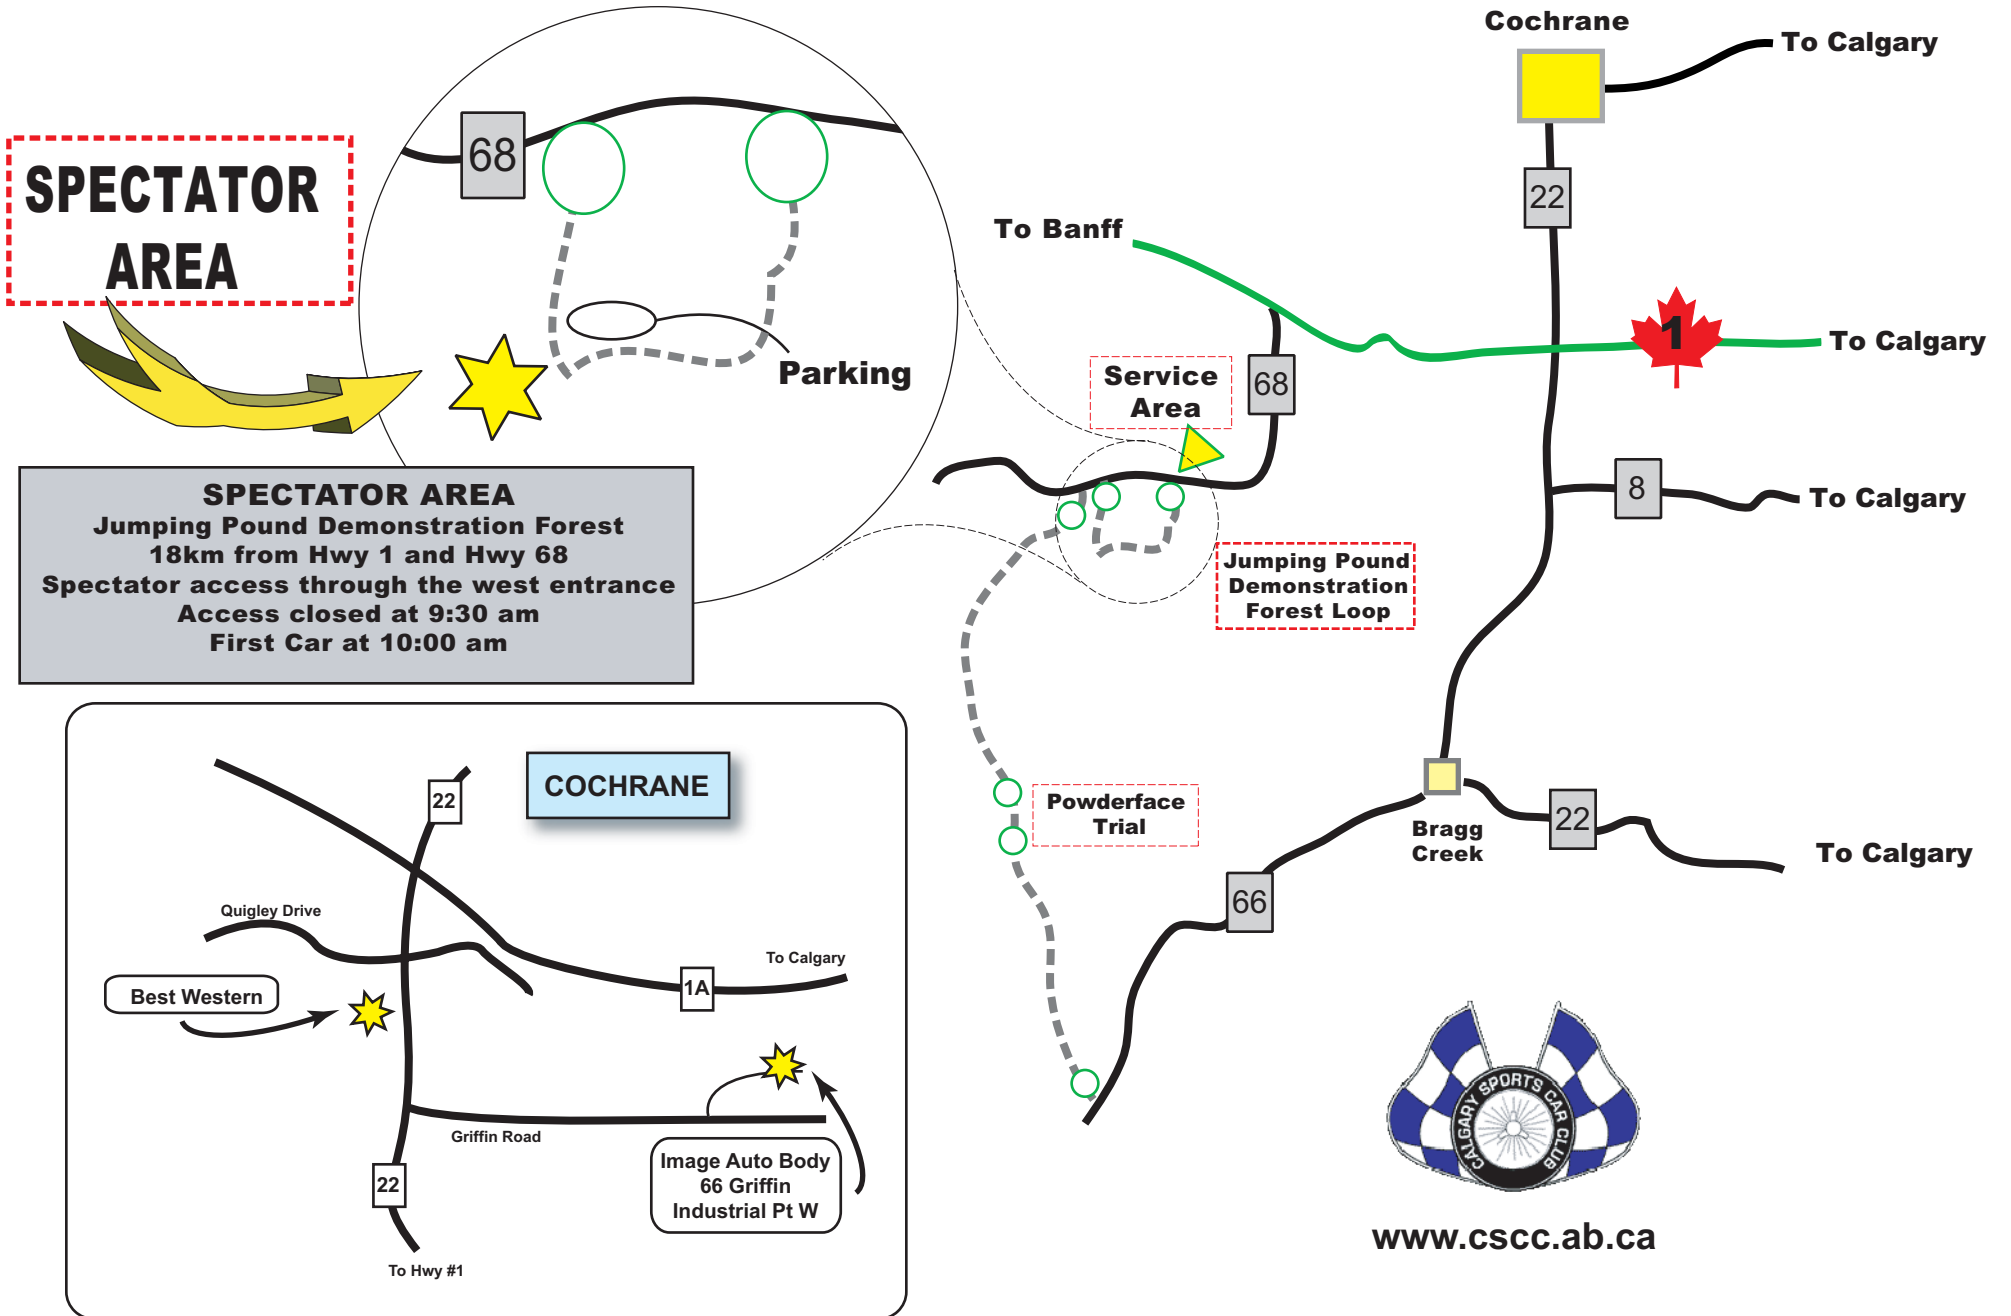 Cochrane
To Calgary
68
SPECTATOR
AREA
22
To Banff
1
To Calgary
Parking
Service
Area
68
8
To Calgary
SPECTATOR AREA
Jumping Pound Demonstration Forest
18km from Hwy 1 and Hwy 68
Spectator access through the west entrance
Access closed at 9:30 am
First Car at 10:00 am
Jumping Pound
Demonstration
Forest Loop
COCHRANE
22
Powderface
Trial
Bragg
Creek
22
To Calgary
66
Quigley Drive
To Calgary
1A
Best Western
Griffin Road
Image Auto Body
66 Griffin
Industrial Pt W
22
To Hwy #1
CALGARY SPORTS CAR CLUB
www.cscc.ab.ca